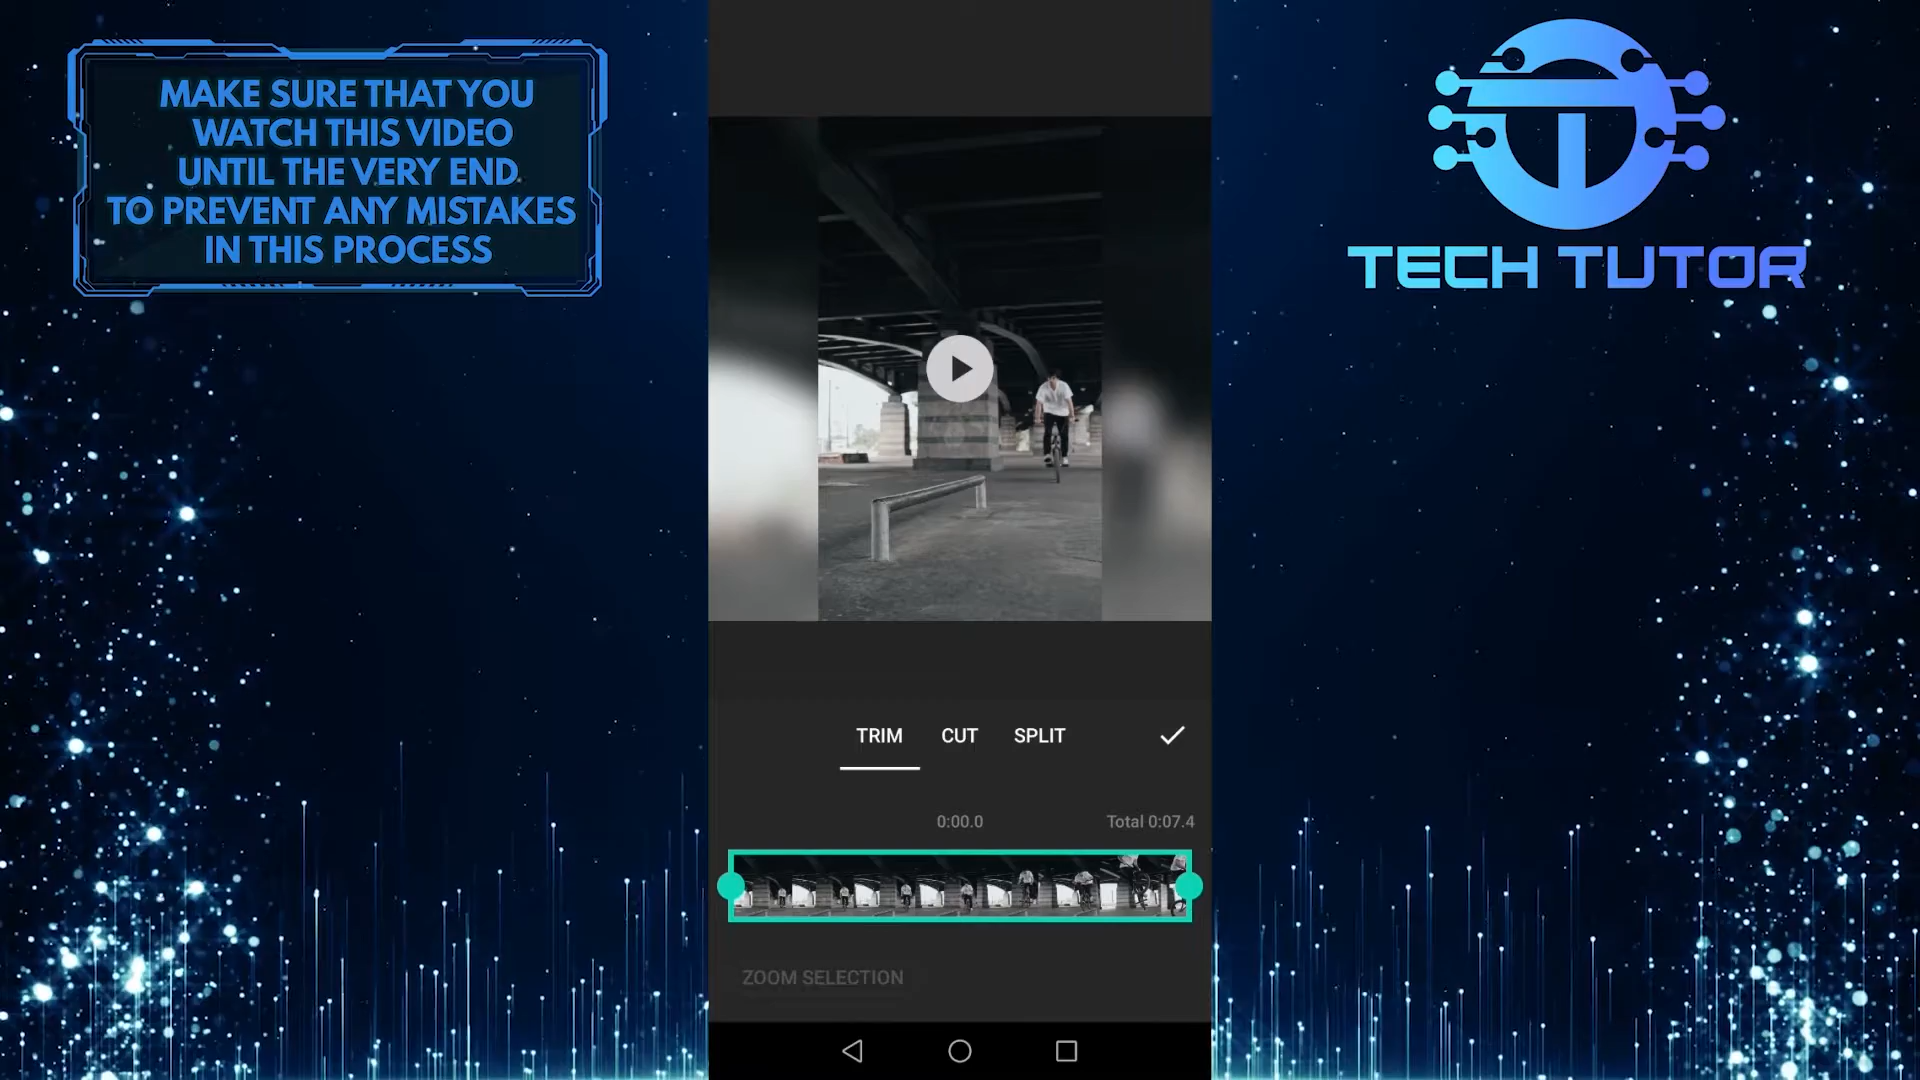 MAKE SURE THAT YOU
WATCH THIS VIDEO
UNTIL THE VERY END
TO PREVENT ANY MISTAKES
IN THIS PROCESS
TECH TUTOR
TRIM CUT SPLIT
0:00.0 Total 0:07.4
ZOOM SELECTION